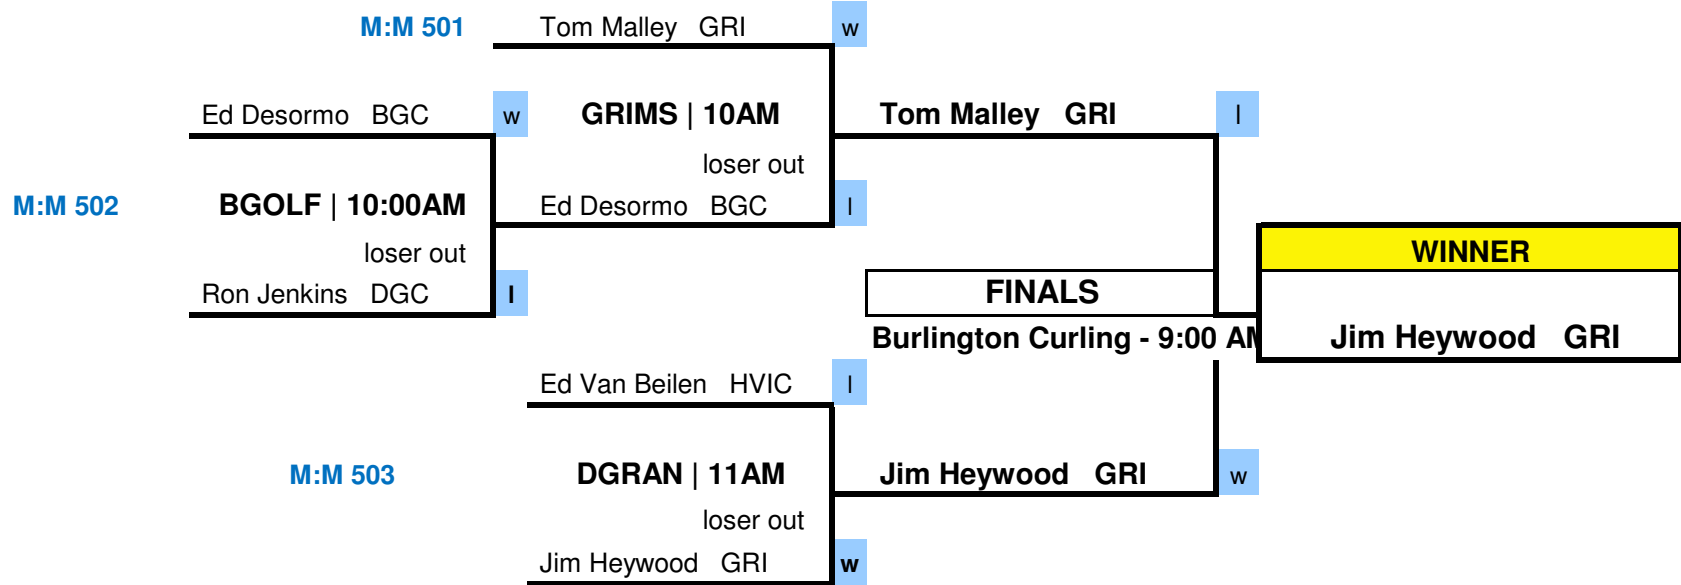 M:M 501 Tom Malley GRI w
Ed Desormo BGC w GRIMS | 10AM Tom Malley GRI l
loser out
M:M 502 BGOLF | 10:00AM Ed Desormo BGC l
loser out WINNER
Ron Jenkins DGC l FINALS
Burlington Curling - 9:00 AM Jim Heywood GRI
Ed Van Beilen HVIC l
M:M 503 DGRAN | 11AM Jim Heywood GRI w
loser out
Jim Heywood GRI w